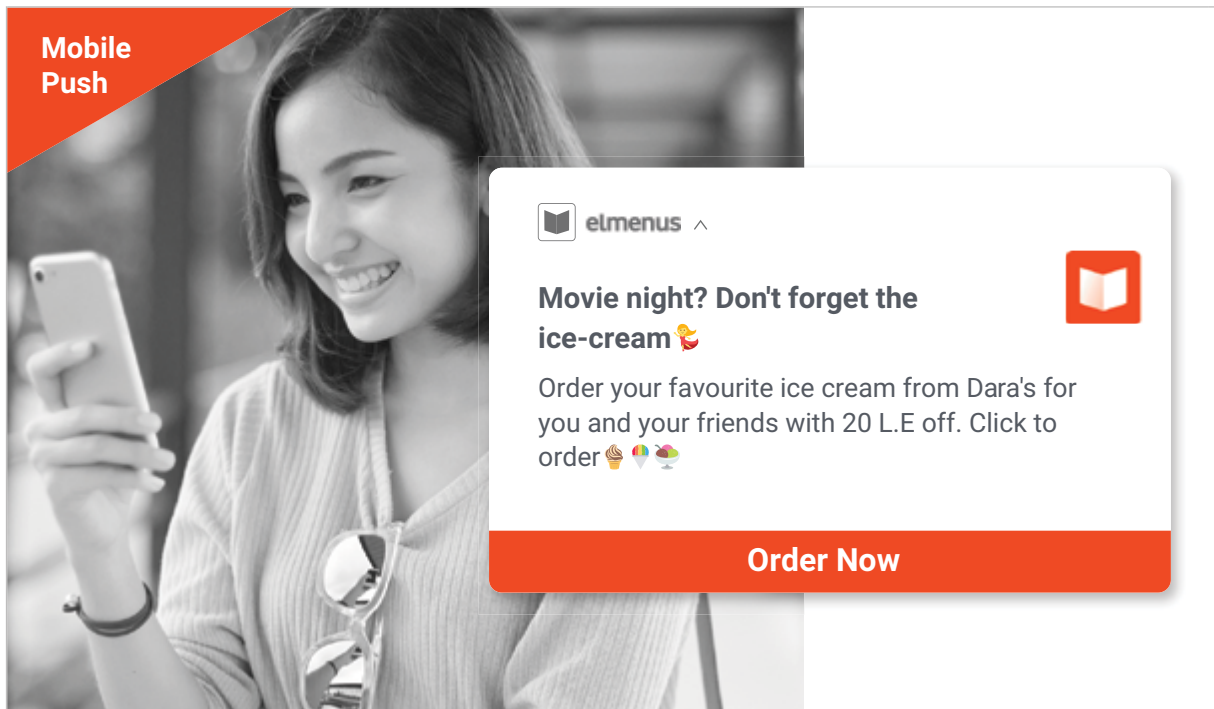 Mobile
Push
elmenus
Movie night? Don't forget the
ice-cream💃
Order your favourite ice cream from Dara's for
you and your friends with 20 L.E off. Click to
order🍦🍧🍨
Order Now